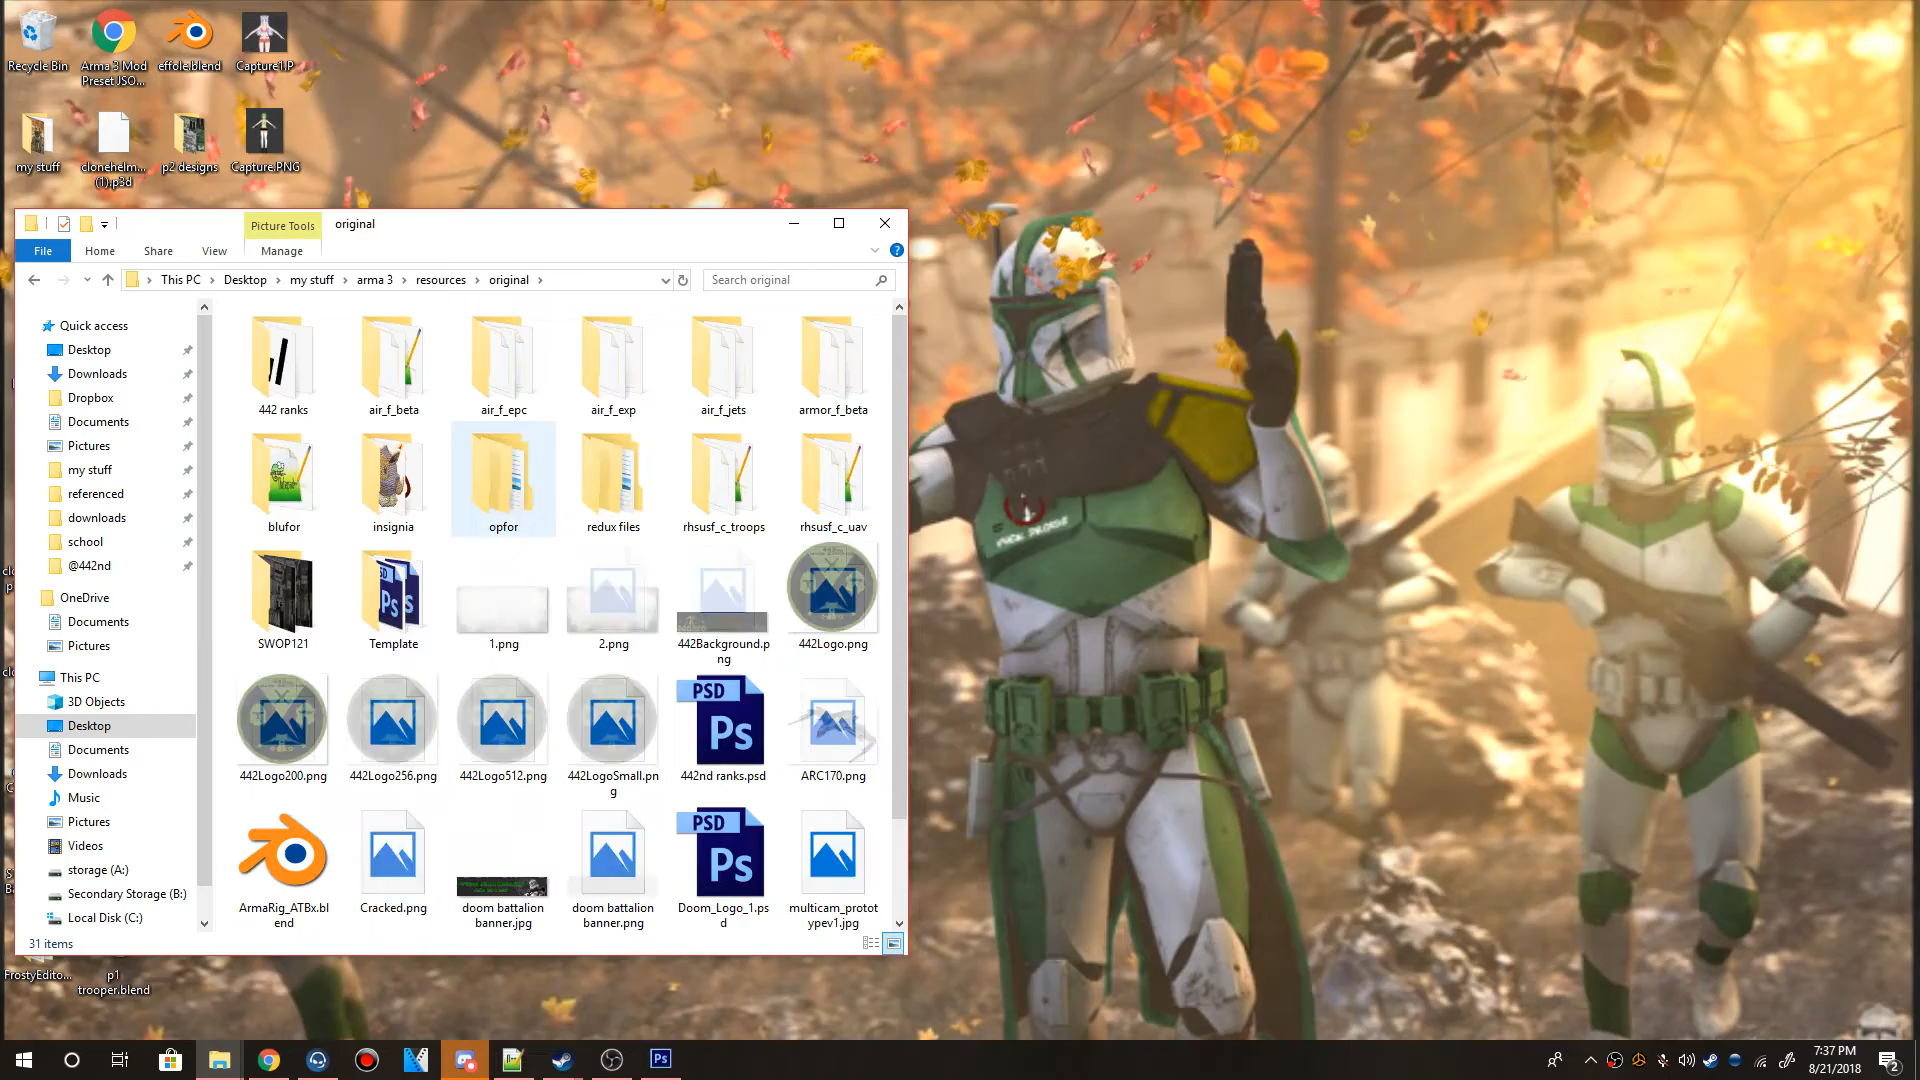 Recycle Bin
Arma 3 Mod
Preset JSO...
effole.blend
Capture1.P
my stuff
clonehelm...
(1).p3d
p2 designs
Capture.PNG
Picture Tools
original
File
Home
Share
View
Manage
This PC
Desktop
my stuff
arma 3
resources
original
Search original
Quick access
Desktop
Downloads
Dropbox
Documents
Pictures
my stuff
referenced
downloads
school
@442nd
OneDrive
Documents
Pictures
This PC
3D Objects
Desktop
Documents
Downloads
Music
Pictures
Videos
storage (A:)
Secondary Storage (B:)
Local Disk (C:)
442 ranks
air_f_beta
air_f_epc
air_f_exp
air_f_jets
armor_f_beta
blufor
insignia
opfor
redux files
rhsusf_c_troops
rhsusf_c_uav
SWOP121
Template
1.png
2.png
442Background.p
ng
442Logo.png
442Logo200.png
442Logo256.png
442Logo512.png
442LogoSmall.pn
g
PSD
Ps
442nd ranks.psd
ARC170.png
ArmaRig_ATBx.bl
end
Cracked.png
doom battalion
banner.jpg
doom battalion
banner.png
PSD
Ps
Doom_Logo_1.ps
d
multicam_protot
ypev1.jpg
31 items
FrostyEdito...
p1
trooper.blend
Ps
7:37 PM
8/21/2018
2